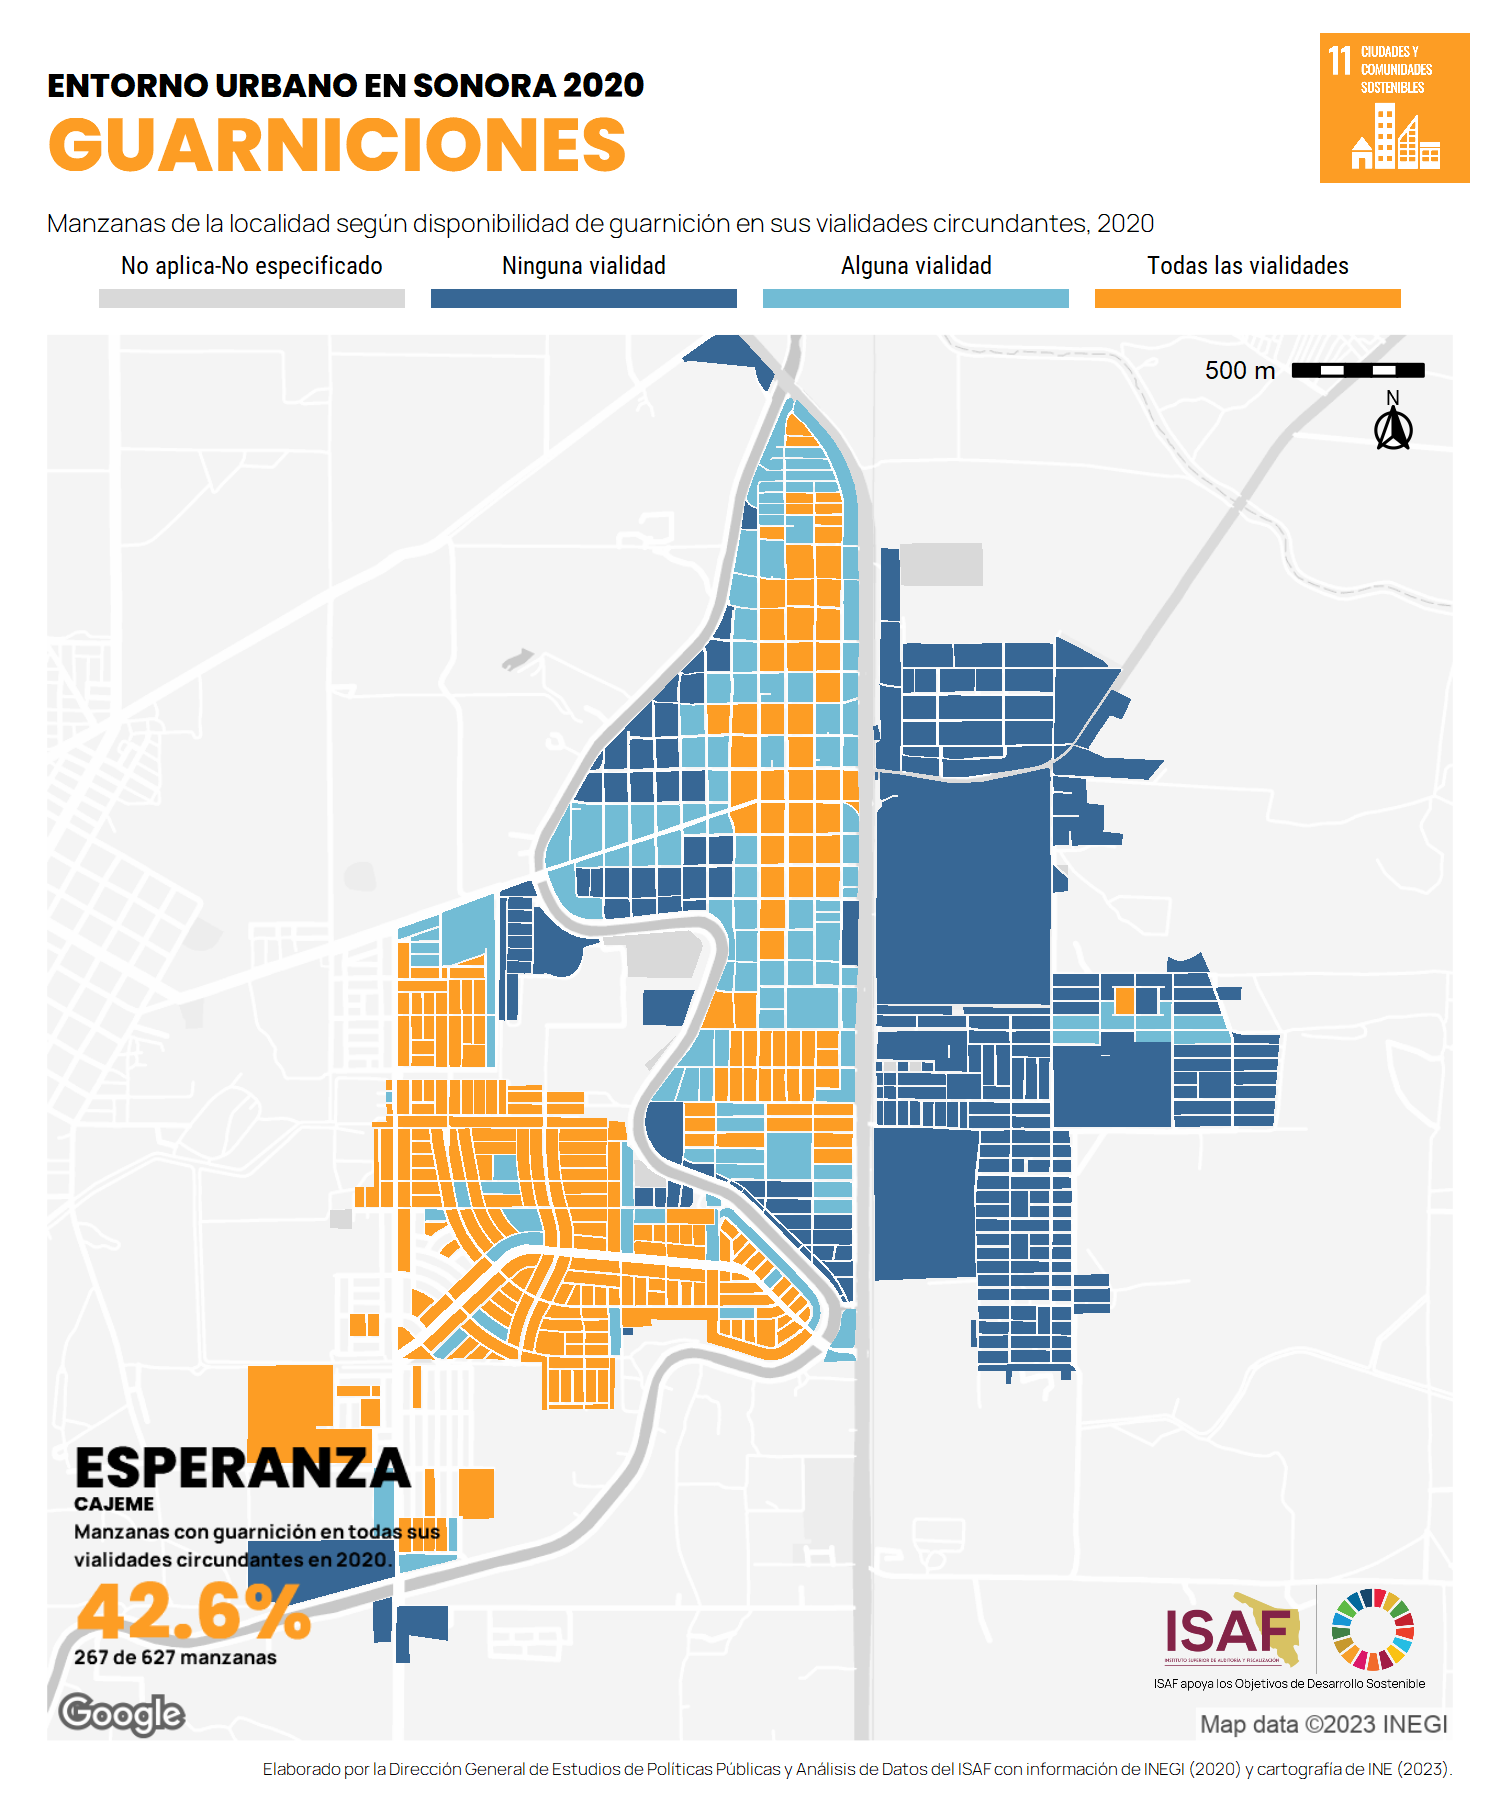 11 CIUDADES Y
COMUNIDADES
SOSTENIBLES
ENTORNO URBANO EN SONORA 2020
GUARNICIONES
Manzanas de la localidad según disponibilidad de guarnición en sus vialidades circundantes, 2020
No aplica-No especificado
Ninguna vialidad
Alguna vialidad
Todas las vialidades
500 m
N
ESPERANZA
CAJEME
Manzanas con guarnición en todas sus
vialidades circundantes en 2020.
42.6%
267 de 627 manzanas
Google
ISAF
INSTITUTO SUPERIOR DE AUDITORÍA Y FISCALIZACIÓN
ISAF apoya los Objetivos de Desarrollo Sostenible
Map data ©2023 INEGI
Elaborado por la Dirección General de Estudios de Políticas Públicas y Análisis de Datos del ISAF con información de INEGI (2020) y cartografía de INE (2023).